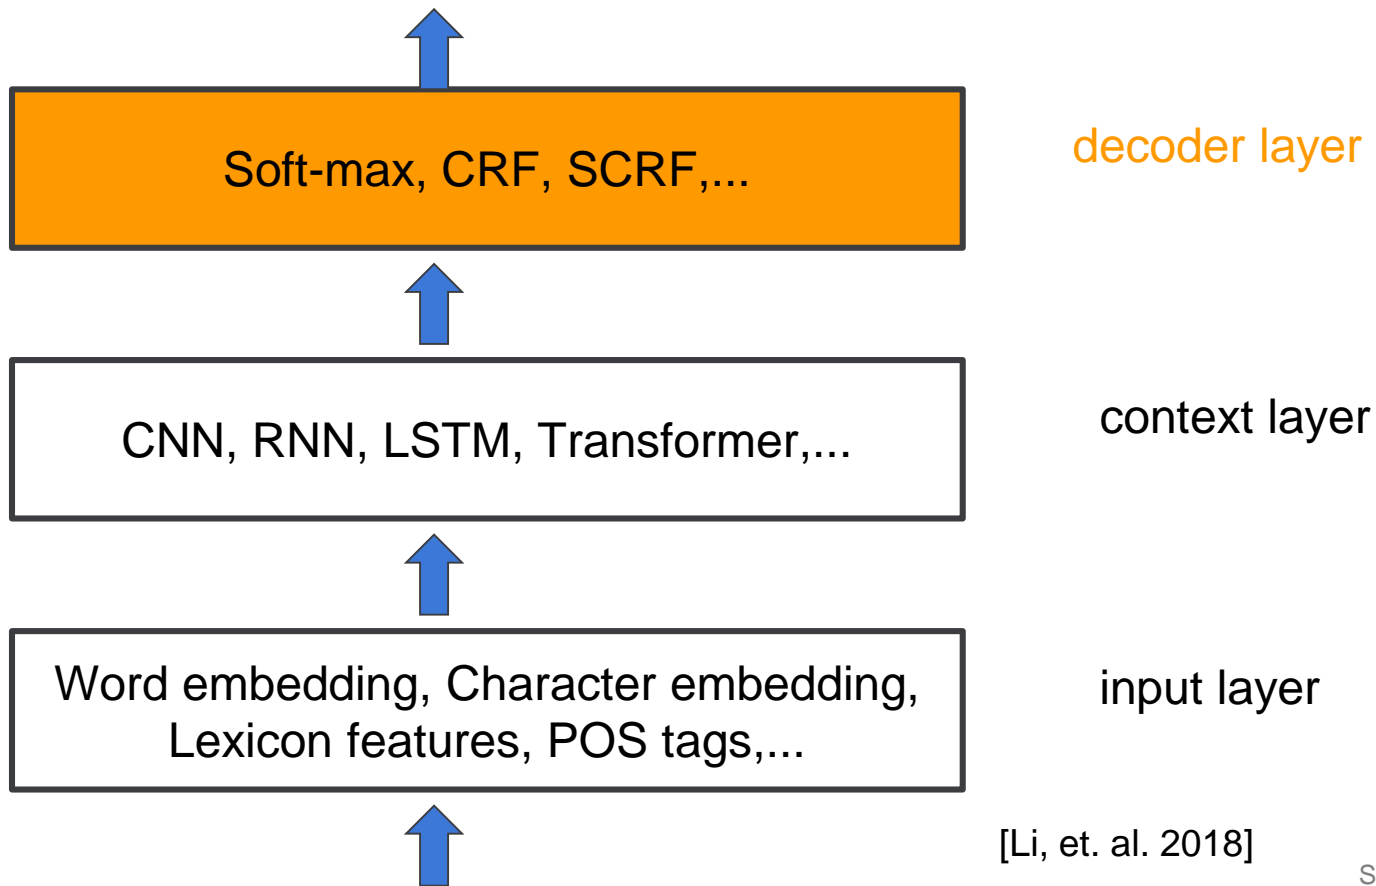 Soft-max, CRF, SCRF,...
decoder layer
CNN, RNN, LSTM, Transformer,...
context layer
Word embedding, Character embedding,
Lexicon features, POS tags,...
input layer
[Li, et. al. 2018]
S